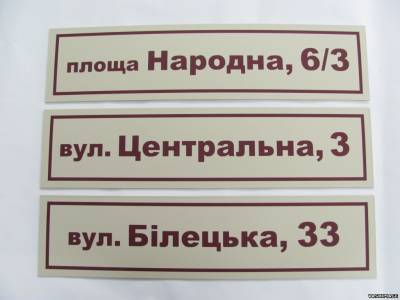 площа Народна, 6/3
вул. Центральна, 3
вул. Білецька, 33